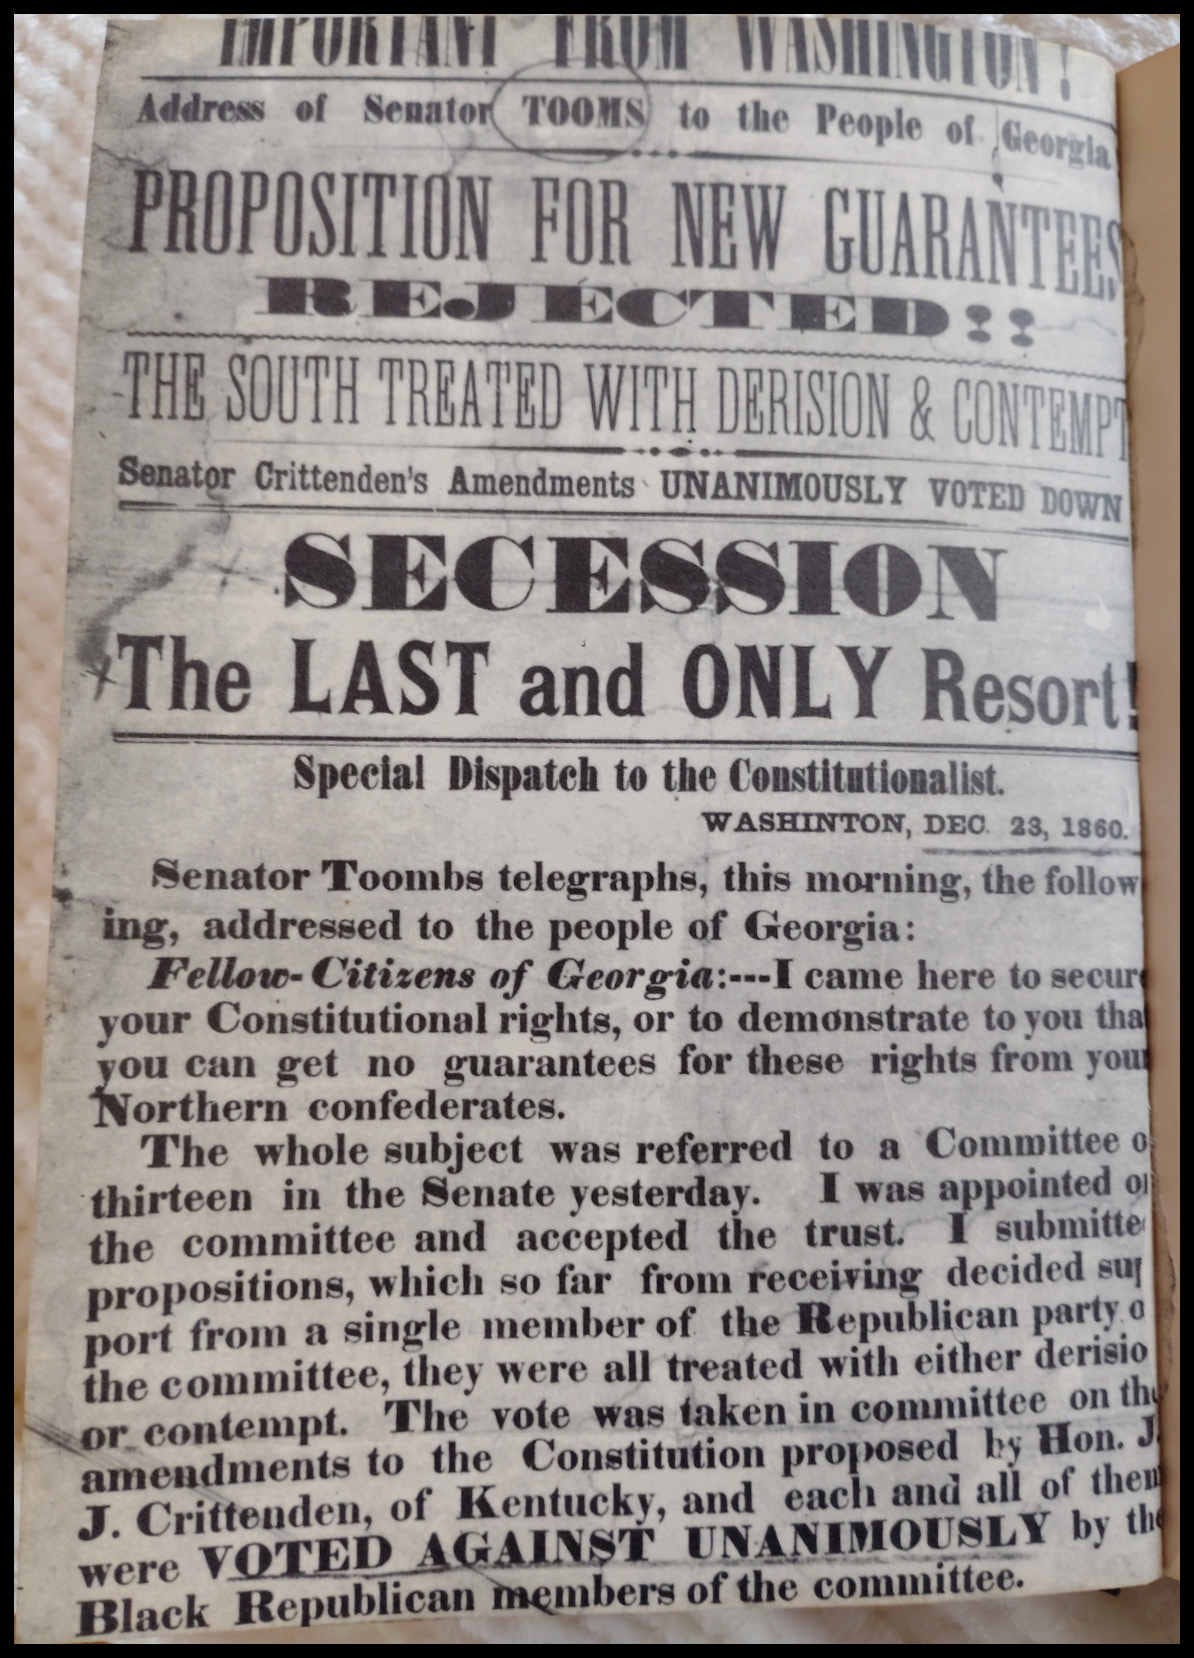 IMPORTANT FROM WASHINGTON!
Address of Senator TOOMS to the People of Georgia
PROPOSITION FOR NEW GUARANTEES
REJECTED!!
THE SOUTH TREATED WITH DERISION & CONTEMPT
Senator Crittenden's Amendments UNANIMOUSLY VOTED DOWN
SECESSION
The LAST and ONLY Resort!
Special Dispatch to the Constitutionalist.
WASHINTON, DEC. 23, 1860.
Senator Toombs telegraphs, this morning, the follow
ing, addressed to the people of Georgia:
Fellow-Citizens of Georgia:---I came here to secure
your Constitutional rights, or to demonstrate to you tha
you can get no guarantees for these rights from your
Northern confederates.
The whole subject was referred to a Committee o
thirteen in the Senate yesterday. I was appointed on
the committee and accepted the trust. I submitte
propositions, which so far from receiving decided sup
port from a single member of the Republican party o
the committee, they were all treated with either derisio
or contempt. The vote was taken in committee on the
amendments to the Constitution proposed by Hon. J.
J. Crittenden, of Kentucky, and each and all of them
were VOTED AGAINST UNANIMOUSLY by the
Black Republican members of the committee.